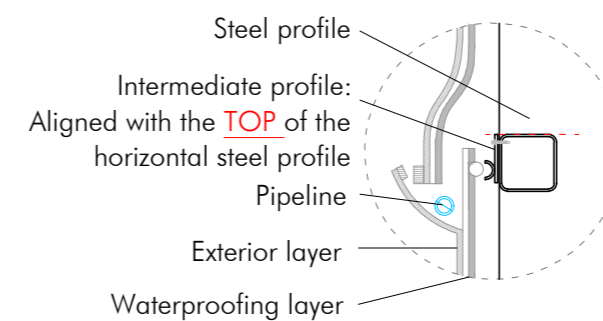 Steel profile
Intermediate profile:
Aligned with the TOP of the
horizontal steel profile
Pipeline
Exterior layer
Waterproofing layer